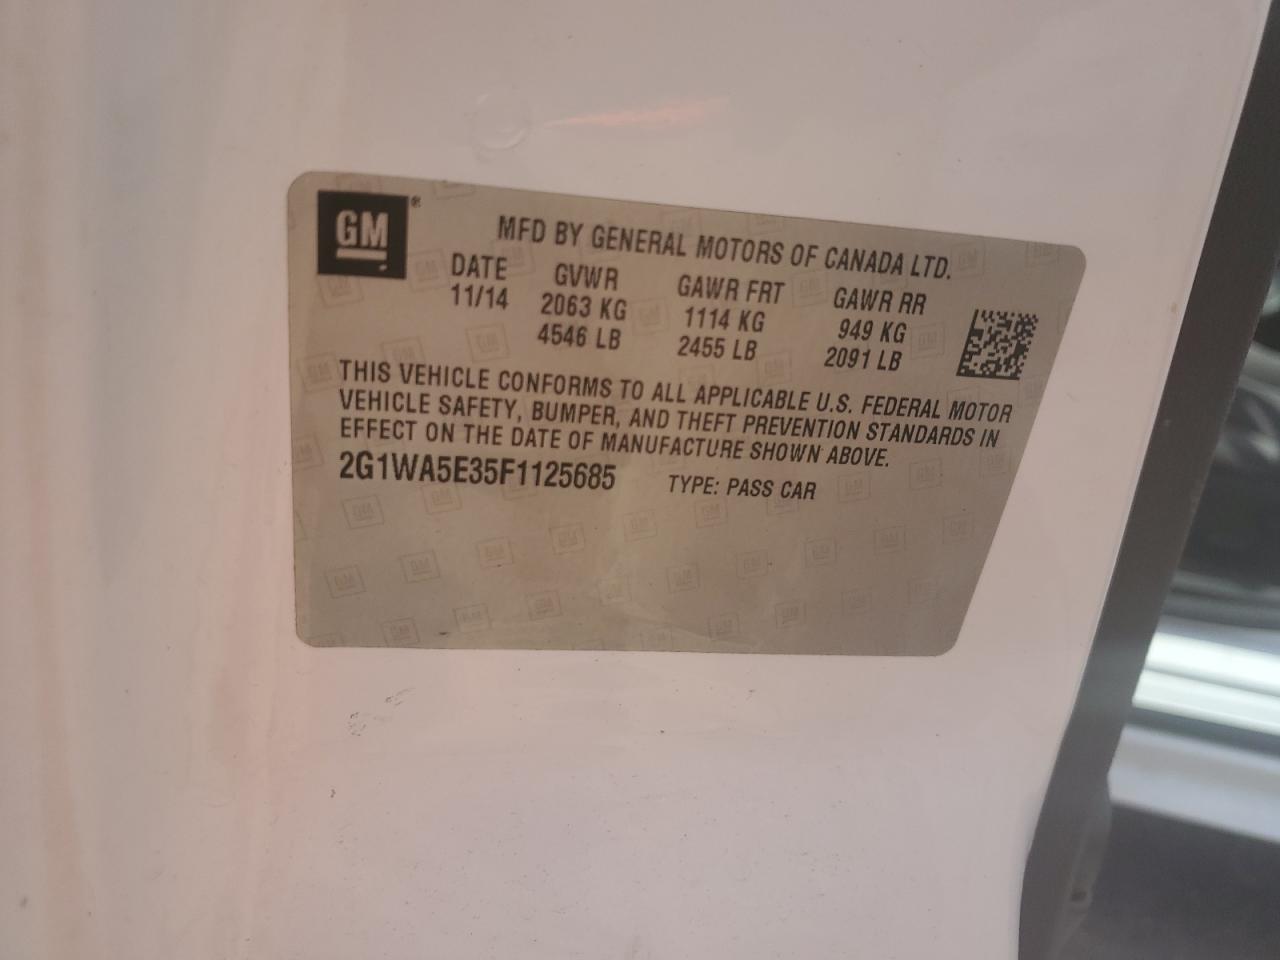 GM®
MFD BY GENERAL MOTORS OF CANADA LTD.
DATE GVWR GAWR FRT GAWR RR
11/14 2063 KG 1114 KG 949 KG
4546 LB 2455 LB 2091 LB
THIS VEHICLE CONFORMS TO ALL APPLICABLE U.S. FEDERAL MOTOR
VEHICLE SAFETY, BUMPER, AND THEFT PREVENTION STANDARDS IN
EFFECT ON THE DATE OF MANUFACTURE SHOWN ABOVE.
2G1WA5E35F1125685 TYPE: PASS CAR